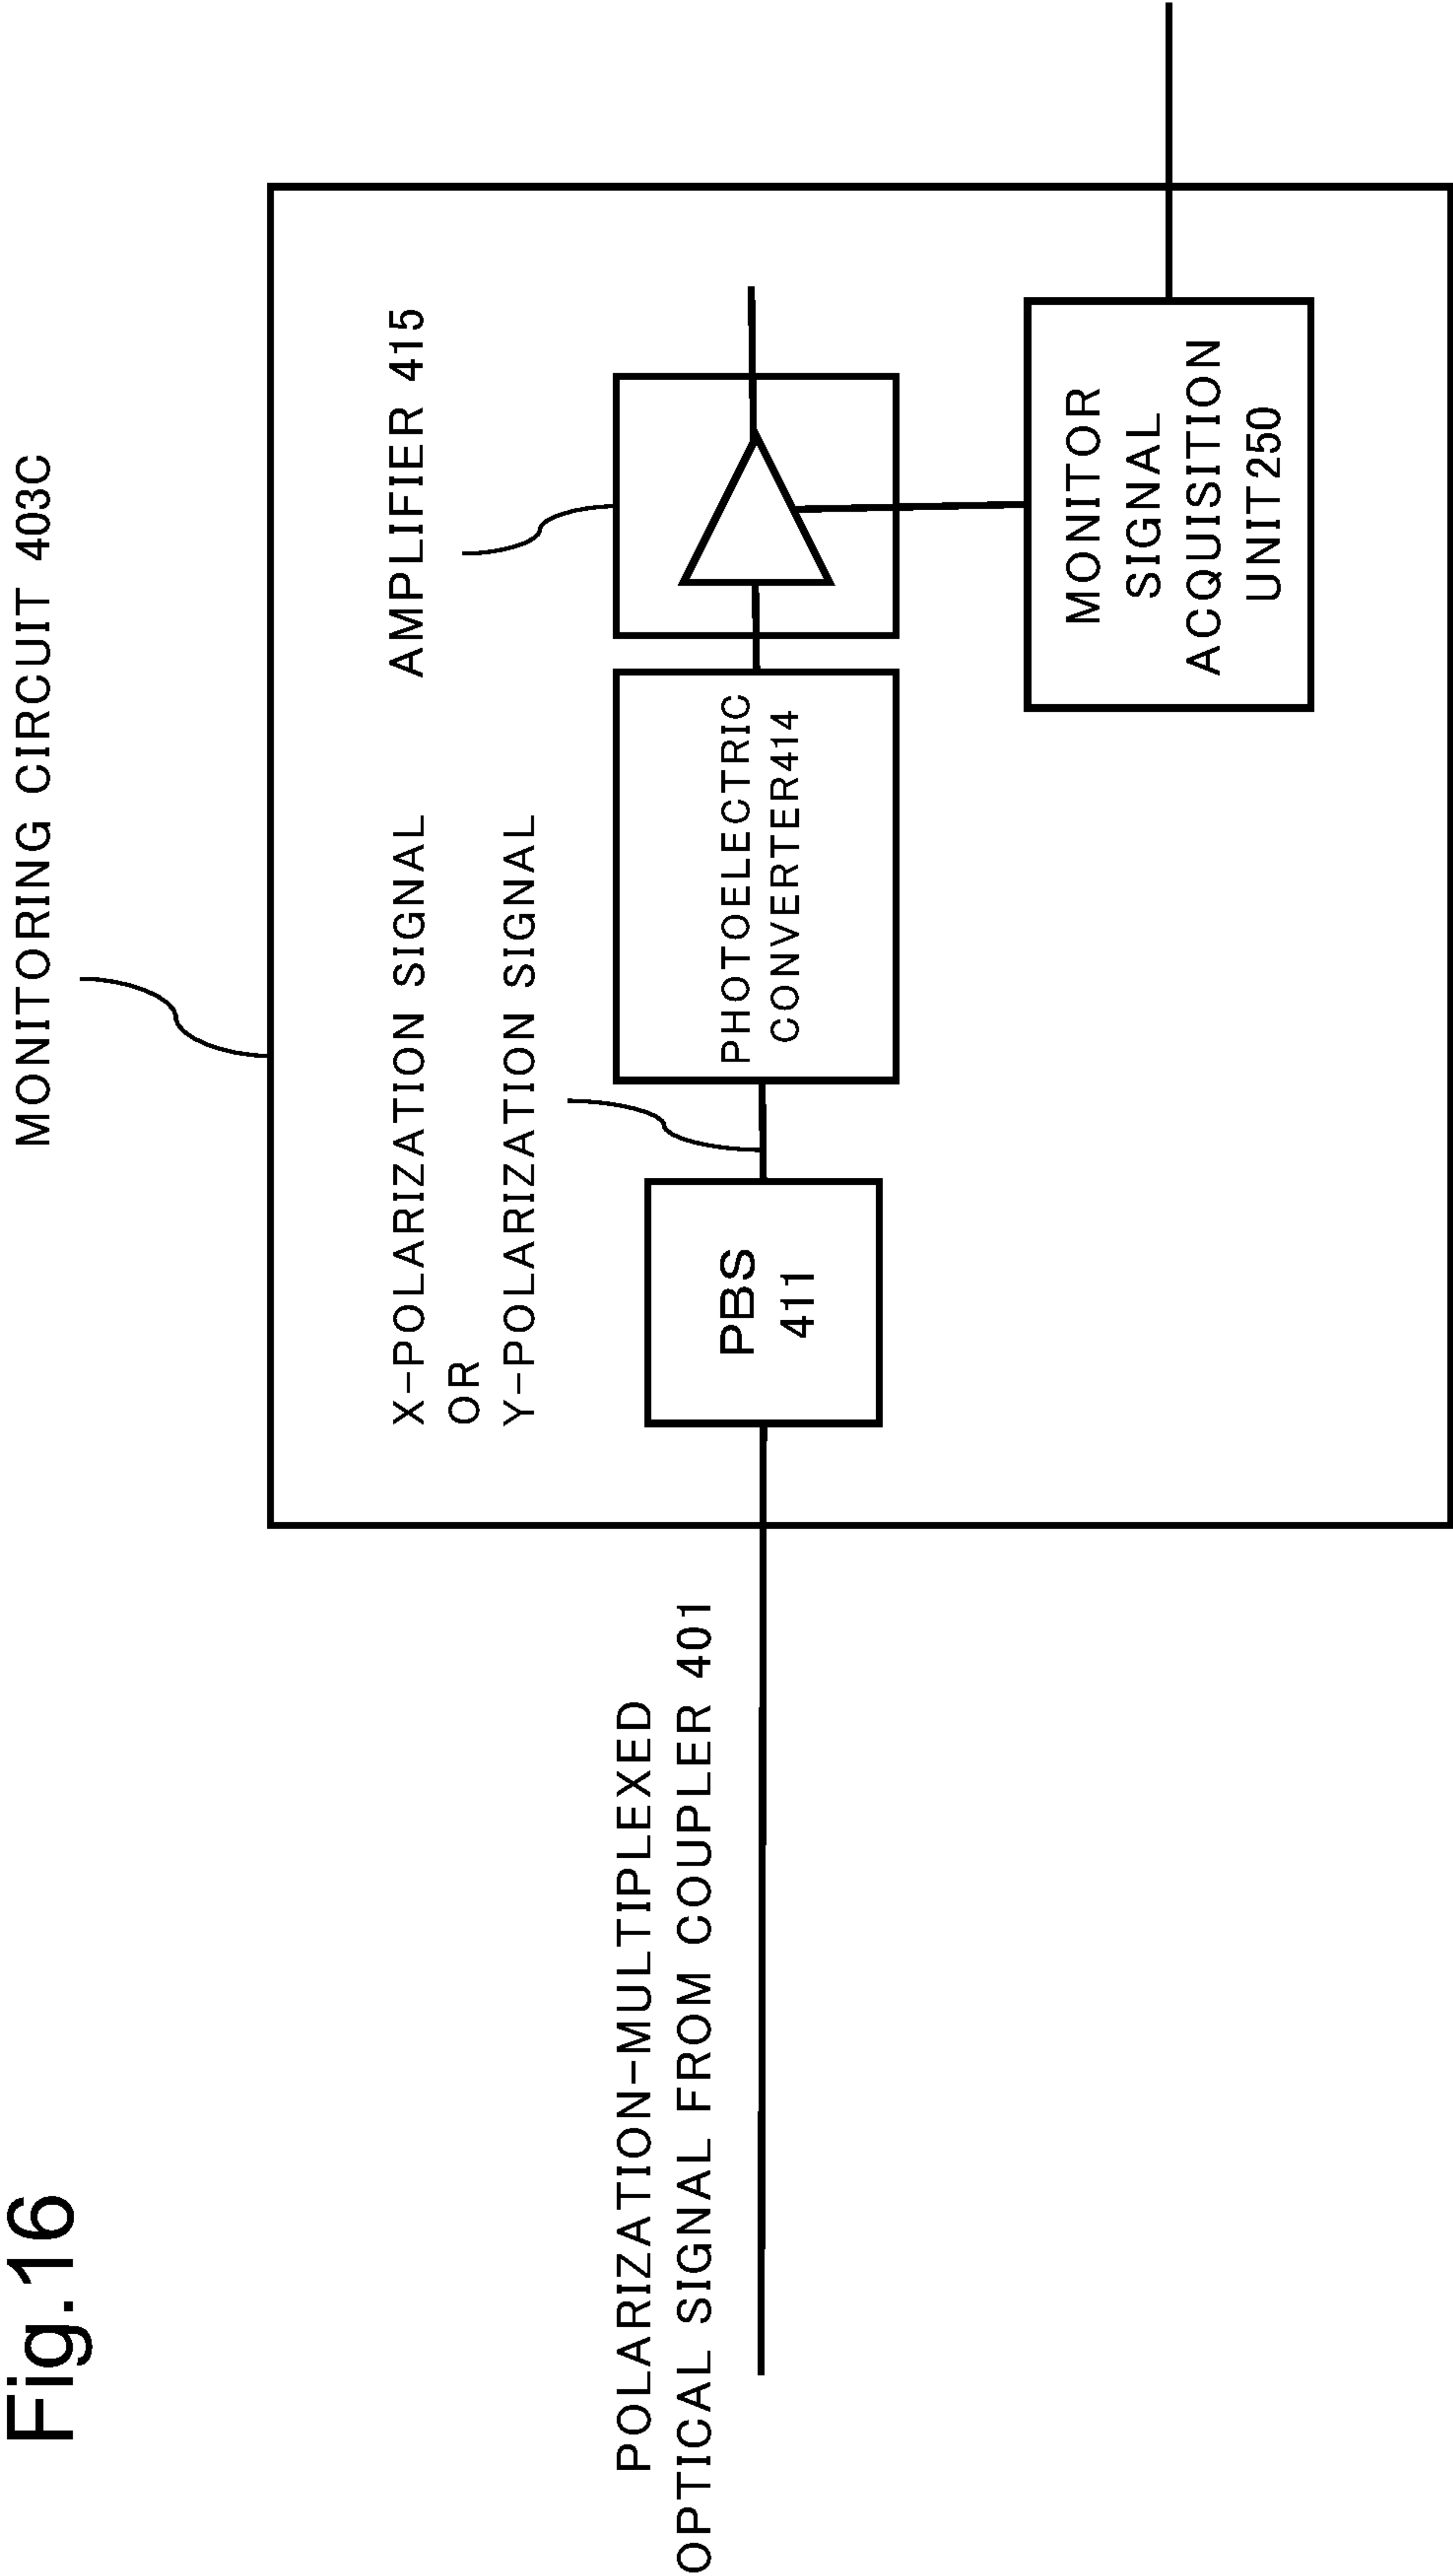 Fig.16
MONITORING CIRCUIT 403C
X-POLARIZATION SIGNAL
OR
Y-POLARIZATION SIGNAL
AMPLIFIER 415
POLARIZATION-MULTIPLEXED
OPTICAL SIGNAL FROM COUPLER 401
PBS
411
PHOTOELECTRIC
CONVERTER414
MONITOR
SIGNAL
ACQUISITION
UNIT250